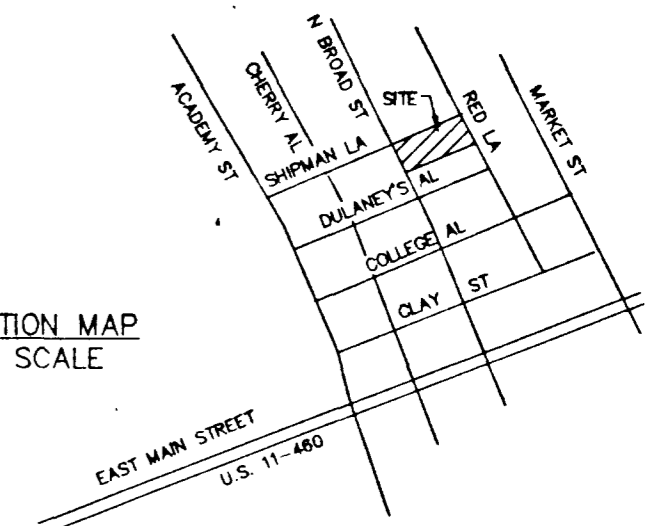 N BROAD ST
CHERRY AL
ACADEMY ST
SITE
RED LA
MARKET ST
SHIPMAN LA
DULANEY'S AL
COLLEGE AL
CLAY ST
TION MAP
SCALE
EAST MAIN STREET
U.S. 11-460